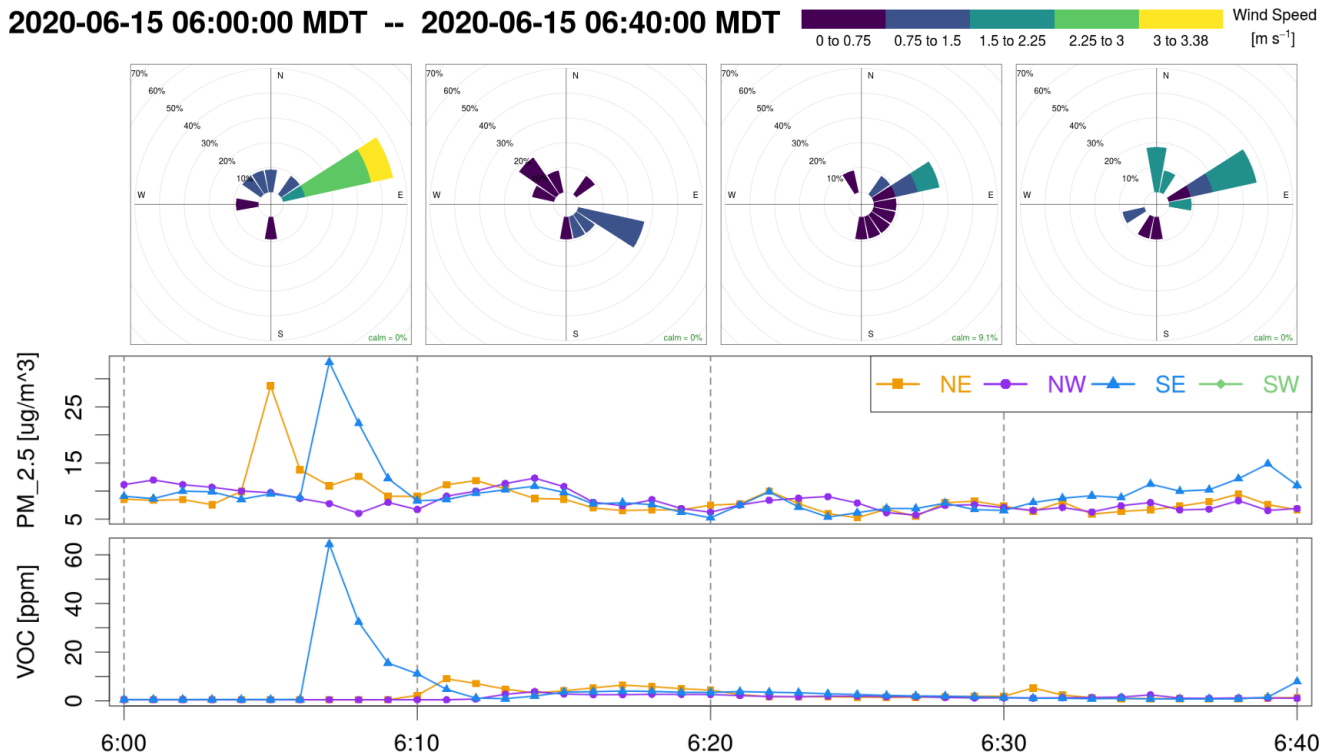 2020-06-15 06:00:00 MDT -- 2020-06-15 06:40:00 MDT
0 to 0.75 0.75 to 1.5 1.5 to 2.25 2.25 to 3 3 to 3.38
Wind Speed
[m s⁻¹]
70%
60%
50%
40%
30%
20%
10%
N
W
E
S
calm = 0%
70%
60%
50%
40%
30%
20%
10%
N
W
E
S
calm = 0%
70%
60%
50%
40%
30%
20%
10%
N
W
E
S
calm = 9.1%
70%
60%
50%
40%
30%
20%
10%
N
W
E
S
calm = 0%
PM_2.5 [ug/m^3]
25
15
5
NE NW SE SW
VOC [ppm]
60
40
20
0
6:00 6:10 6:20 6:30 6:40